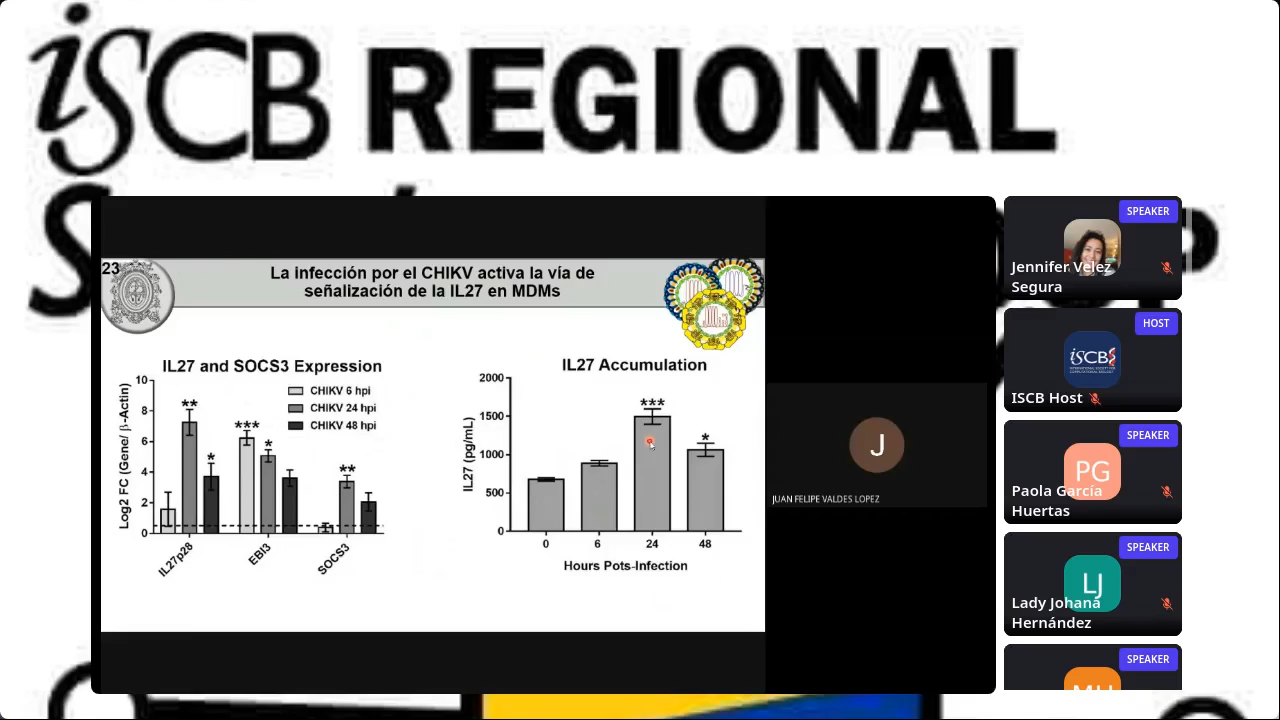 iSCB REGIONAL
23
La infección por el CHIKV activa la vía de
señalización de la IL27 en MDMs
IL27 and SOCS3 Expression
Log2 FC (Gene/ β-Actin)
10
8
6
4
2
0
CHIKV 6 hpi
CHIKV 24 hpi
CHIKV 48 hpi
**
*
***
*
**
IL27p28
EBI3
SOCS3
IL27 Accumulation
IL27 (pg/mL)
2000
1500
1000
500
0
***
*
0 6 24 48
Hours Pots-Infection
J
JUAN FELIPE VALDES LOPEZ
SPEAKER
Jennifer Velez
Segura
HOST
iSCB
ISCB Host
SPEAKER
PG
Paola García
Huertas
SPEAKER
LJ
Lady Johana
Hernández
SPEAKER